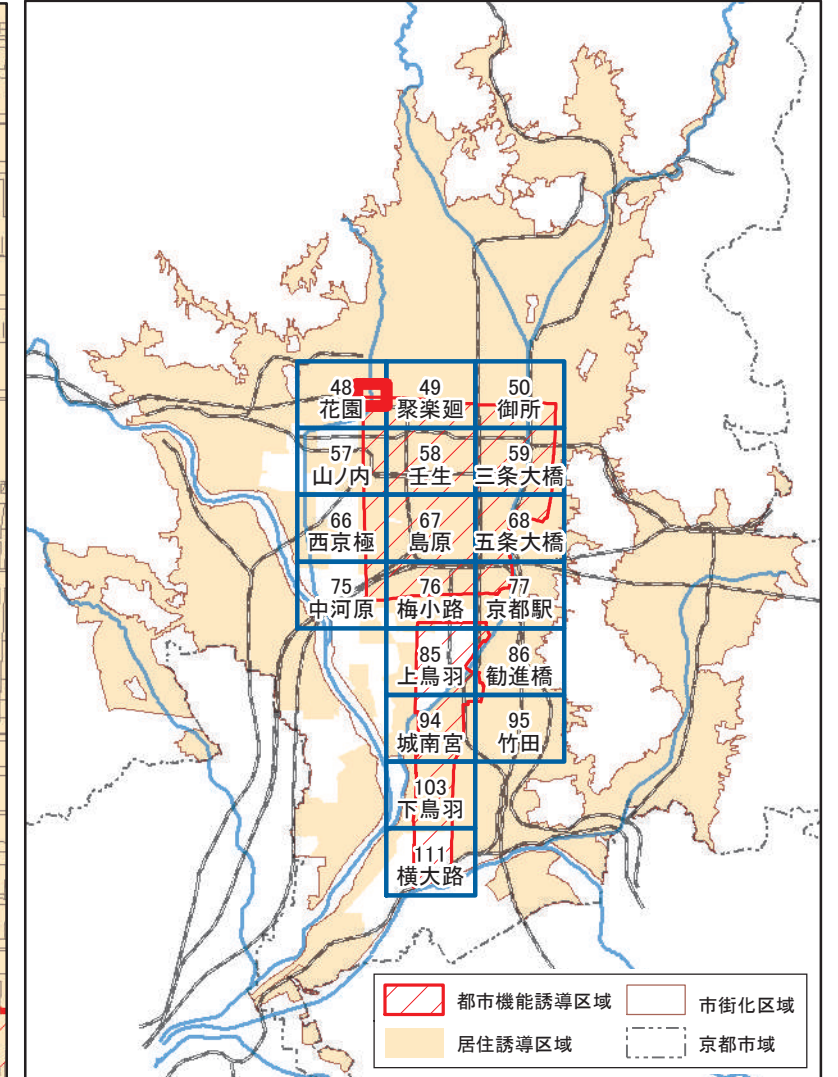 48
花園
49
聚楽廻
50
御所
57
山ノ内
58
壬生
59
三条大橋
66
西京極
67
島原
68
五条大橋
75
中河原
76
梅小路
77
京都駅
85
上鳥羽
86
勧進橋
94
城南宮
95
竹田
103
下鳥羽
111
横大路
都市機能誘導区域
市街化区域
居住誘導区域
京都市域